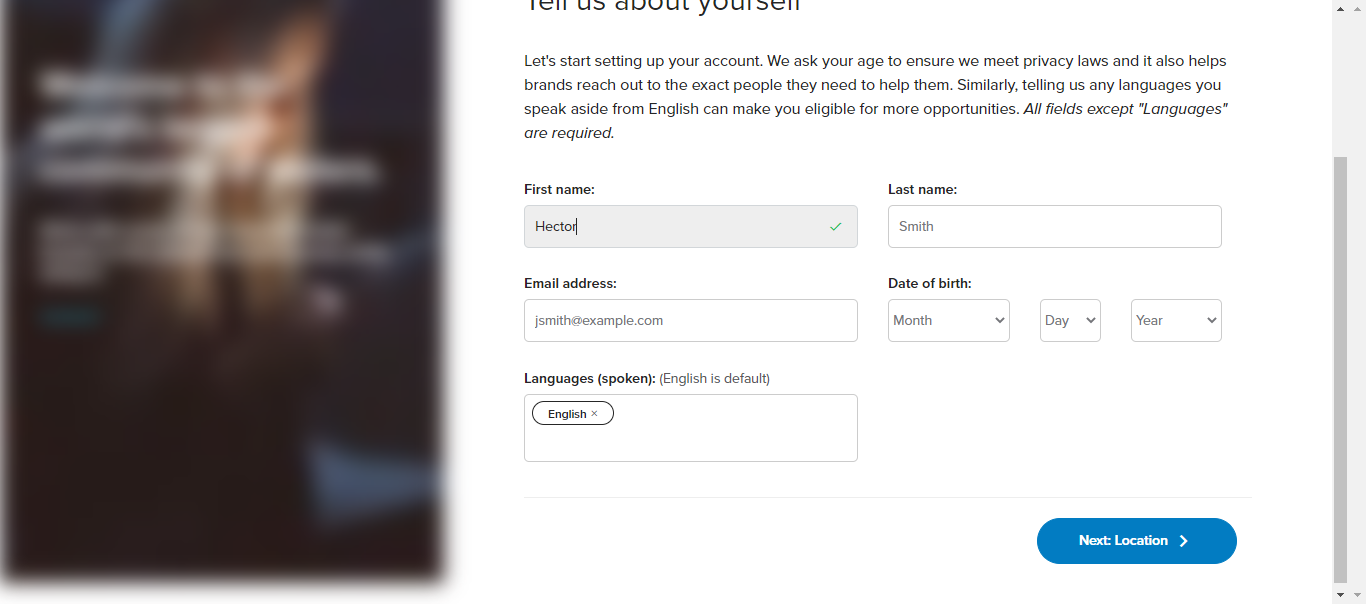 Tell us about yourself
Let's start setting up your account. We ask your age to ensure we meet privacy laws and it also helps
brands reach out to the exact people they need to help them. Similarly, telling us any languages you
speak aside from English can make you eligible for more opportunities. All fields except "Languages"
are required.
First name:
Last name:
Hector
Smith
Email address:
Date of birth:
jsmith@example.com
Month
Day
Year
Languages (spoken): (English is default)
English ×
Next: Location